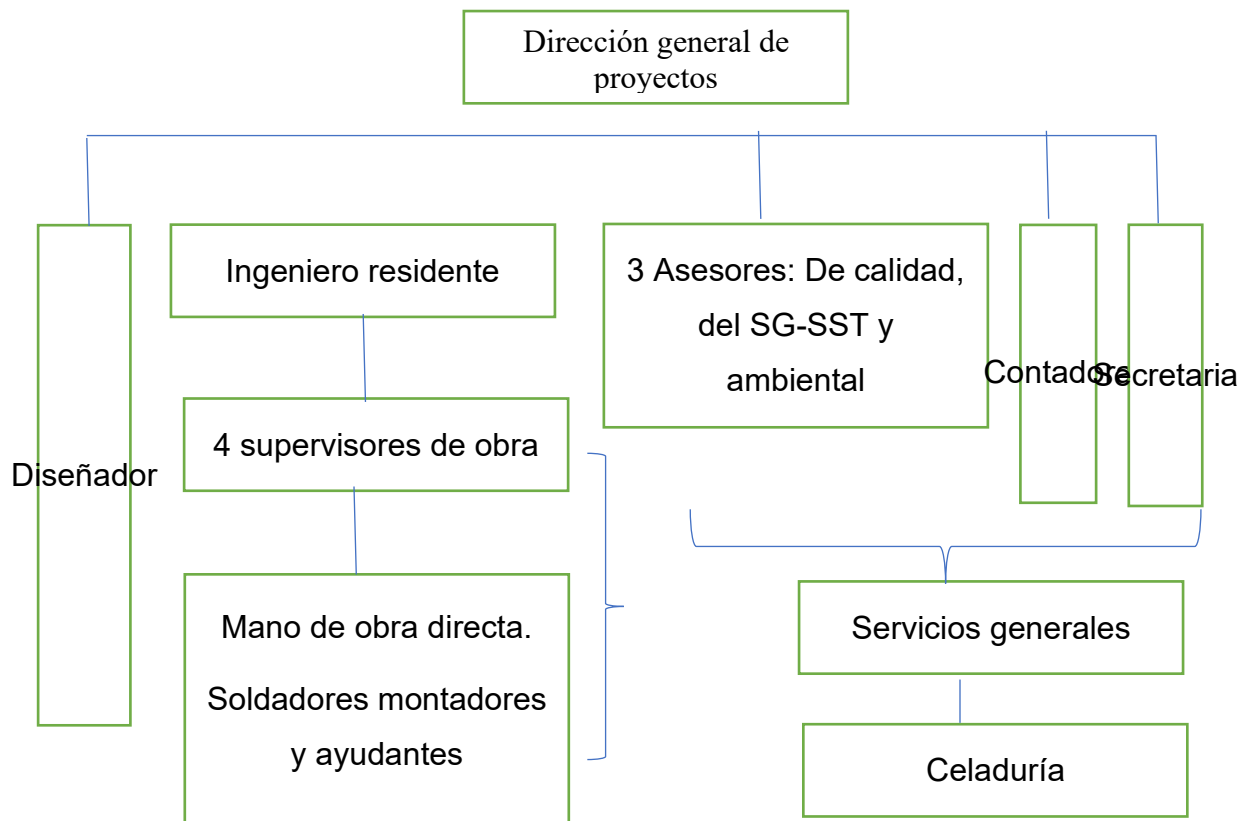 Dirección general de
proyectos
Ingeniero residente
3 Asesores: De calidad,
del SG-SST y
ambiental
Contadora
Secretaria
4 supervisores de obra
Diseñador
Mano de obra directa.
Soldadores montadores
y ayudantes
Servicios generales
Celaduría